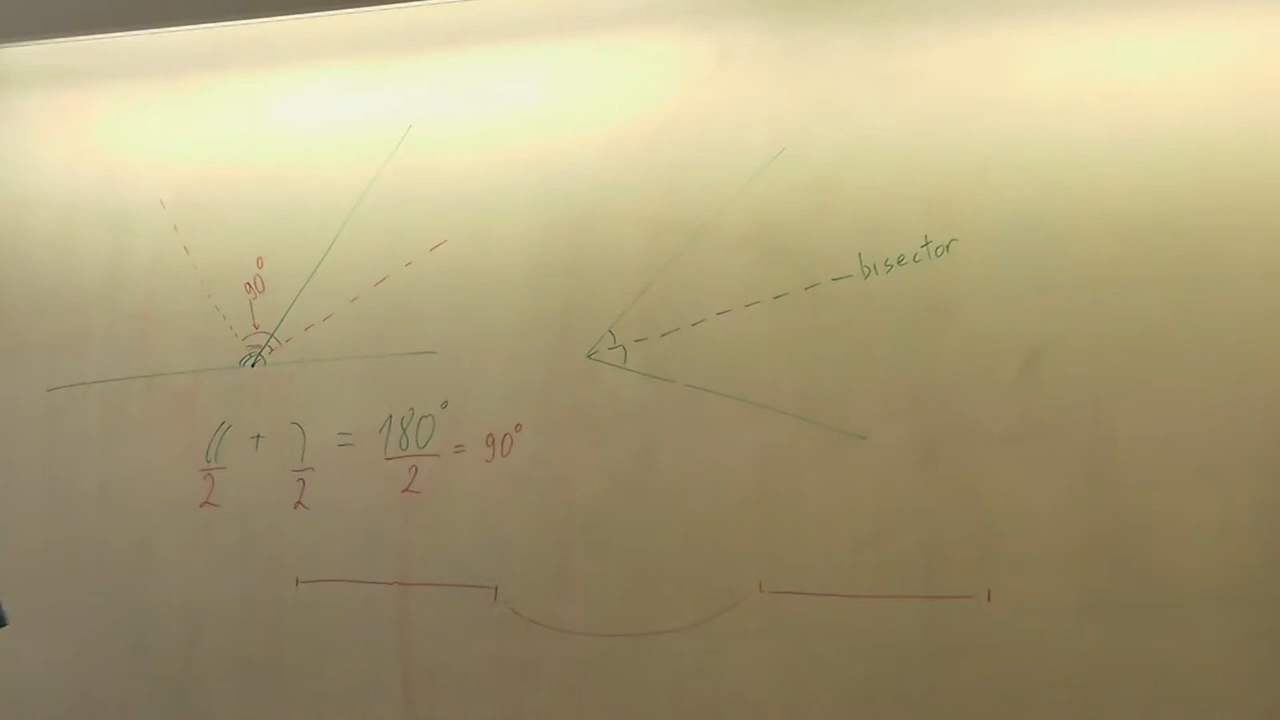 90°
bisector
(( + ) = 180° = 90°
2 2 2